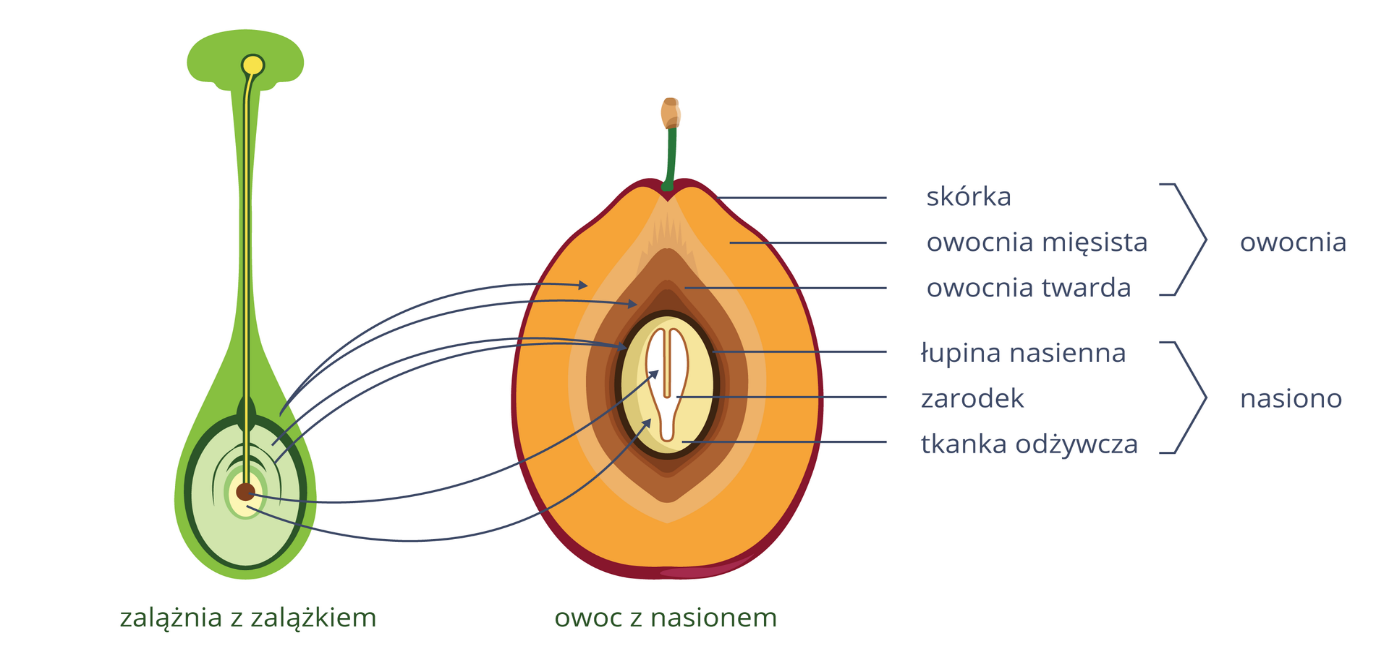 skórka
owocnia mięsista
owocnia twarda
owocnia
łupina nasienna
zarodek
tkanka odżywcza
nasiono
zalążnia z zalążkiem
owoc z nasionem